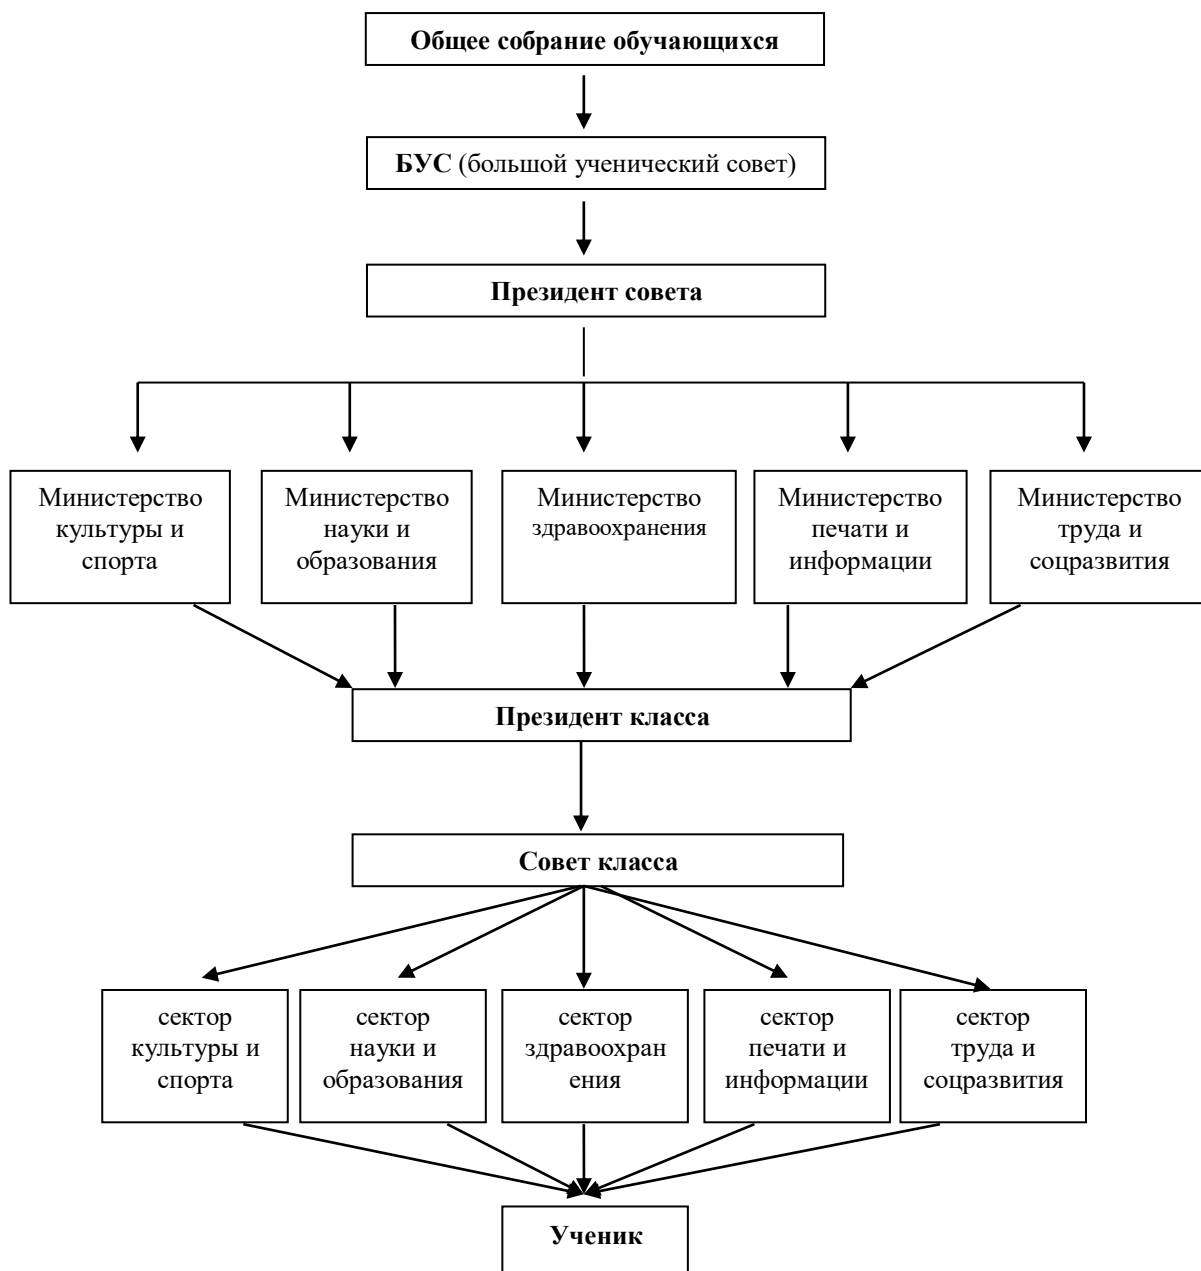 Общее собрание обучающихся
БУС (большой ученический совет)
Президент совета
Министерство
культуры и
спорта
Министерство
науки и
образования
Министерство
здравоохранения
Министерство
печати и
информации
Министерство
труда и
соцразвития
Президент класса
Совет класса
сектор
культуры и
спорта
сектор
науки и
образования
сектор
здравоохран
ения
сектор
печати и
информации
сектор
труда и
соцразвития
Ученик